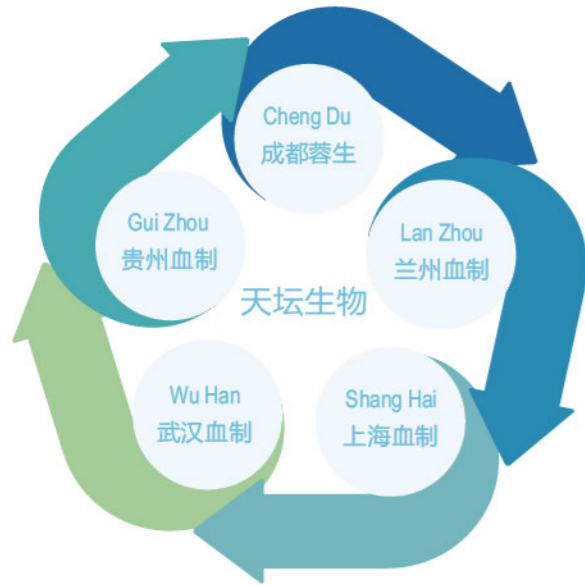 Cheng Du
成都蓉生
Lan Zhou
兰州血制
Shang Hai
上海血制
Wu Han
武汉血制
Gui Zhou
贵州血制
天坛生物